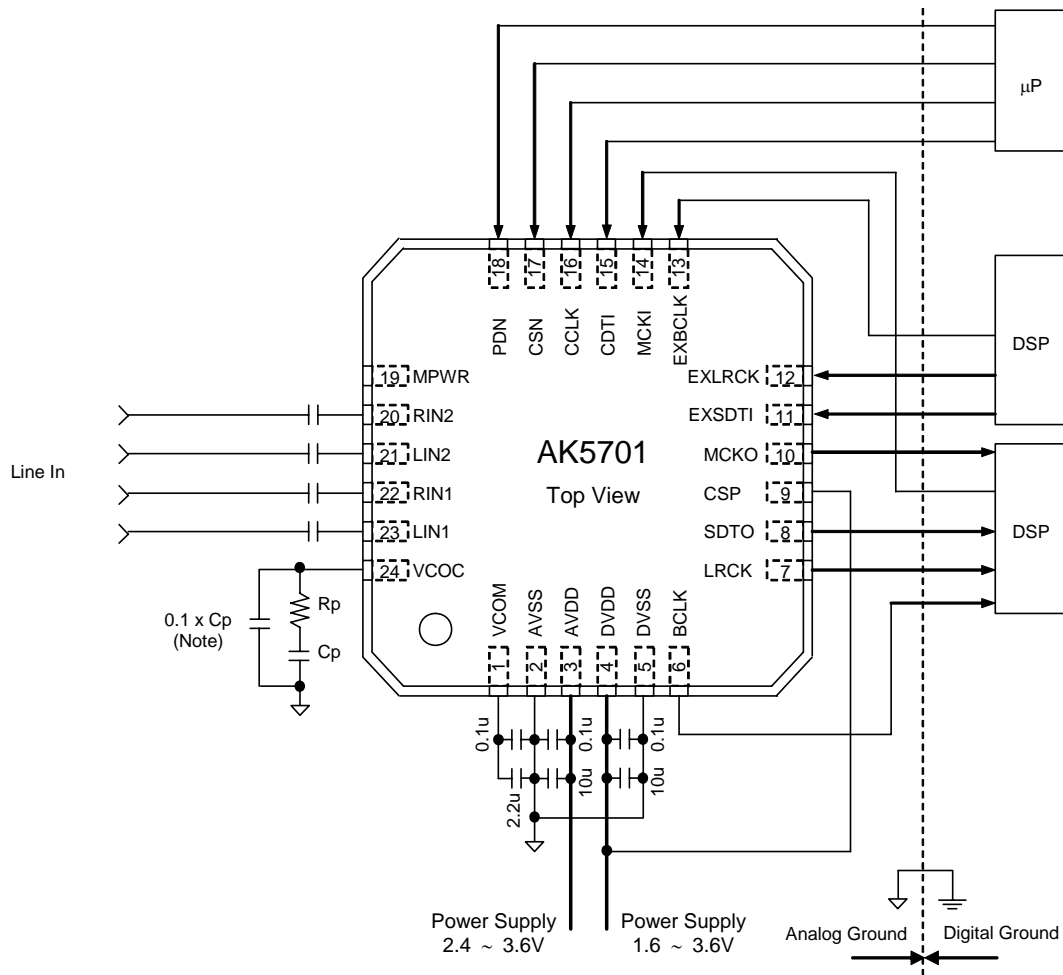 µP
18
17
16
15
14
13
PDN
CSN
CCLK
CDTI
MCKI
EXBCLK
DSP
19 MPWR
EXLRCK 12
20 RIN2
EXSDTI 11
Line In
21 LIN2
AK5701
MCKO 10
22 RIN1
Top View
CSP 9
23 LIN1
SDTO 8
DSP
24 VCOC
LRCK 7
0.1 x Cp
(Note)
Rp
Cp
VCOM
AVSS
AVDD
DVDD
DVSS
BCLK
1
2
3
4
5
6
0.1u
0.1u
0.1u
2.2u
10u
10u
Power Supply
2.4 ~ 3.6V
Power Supply
1.6 ~ 3.6V
Analog Ground
Digital Ground